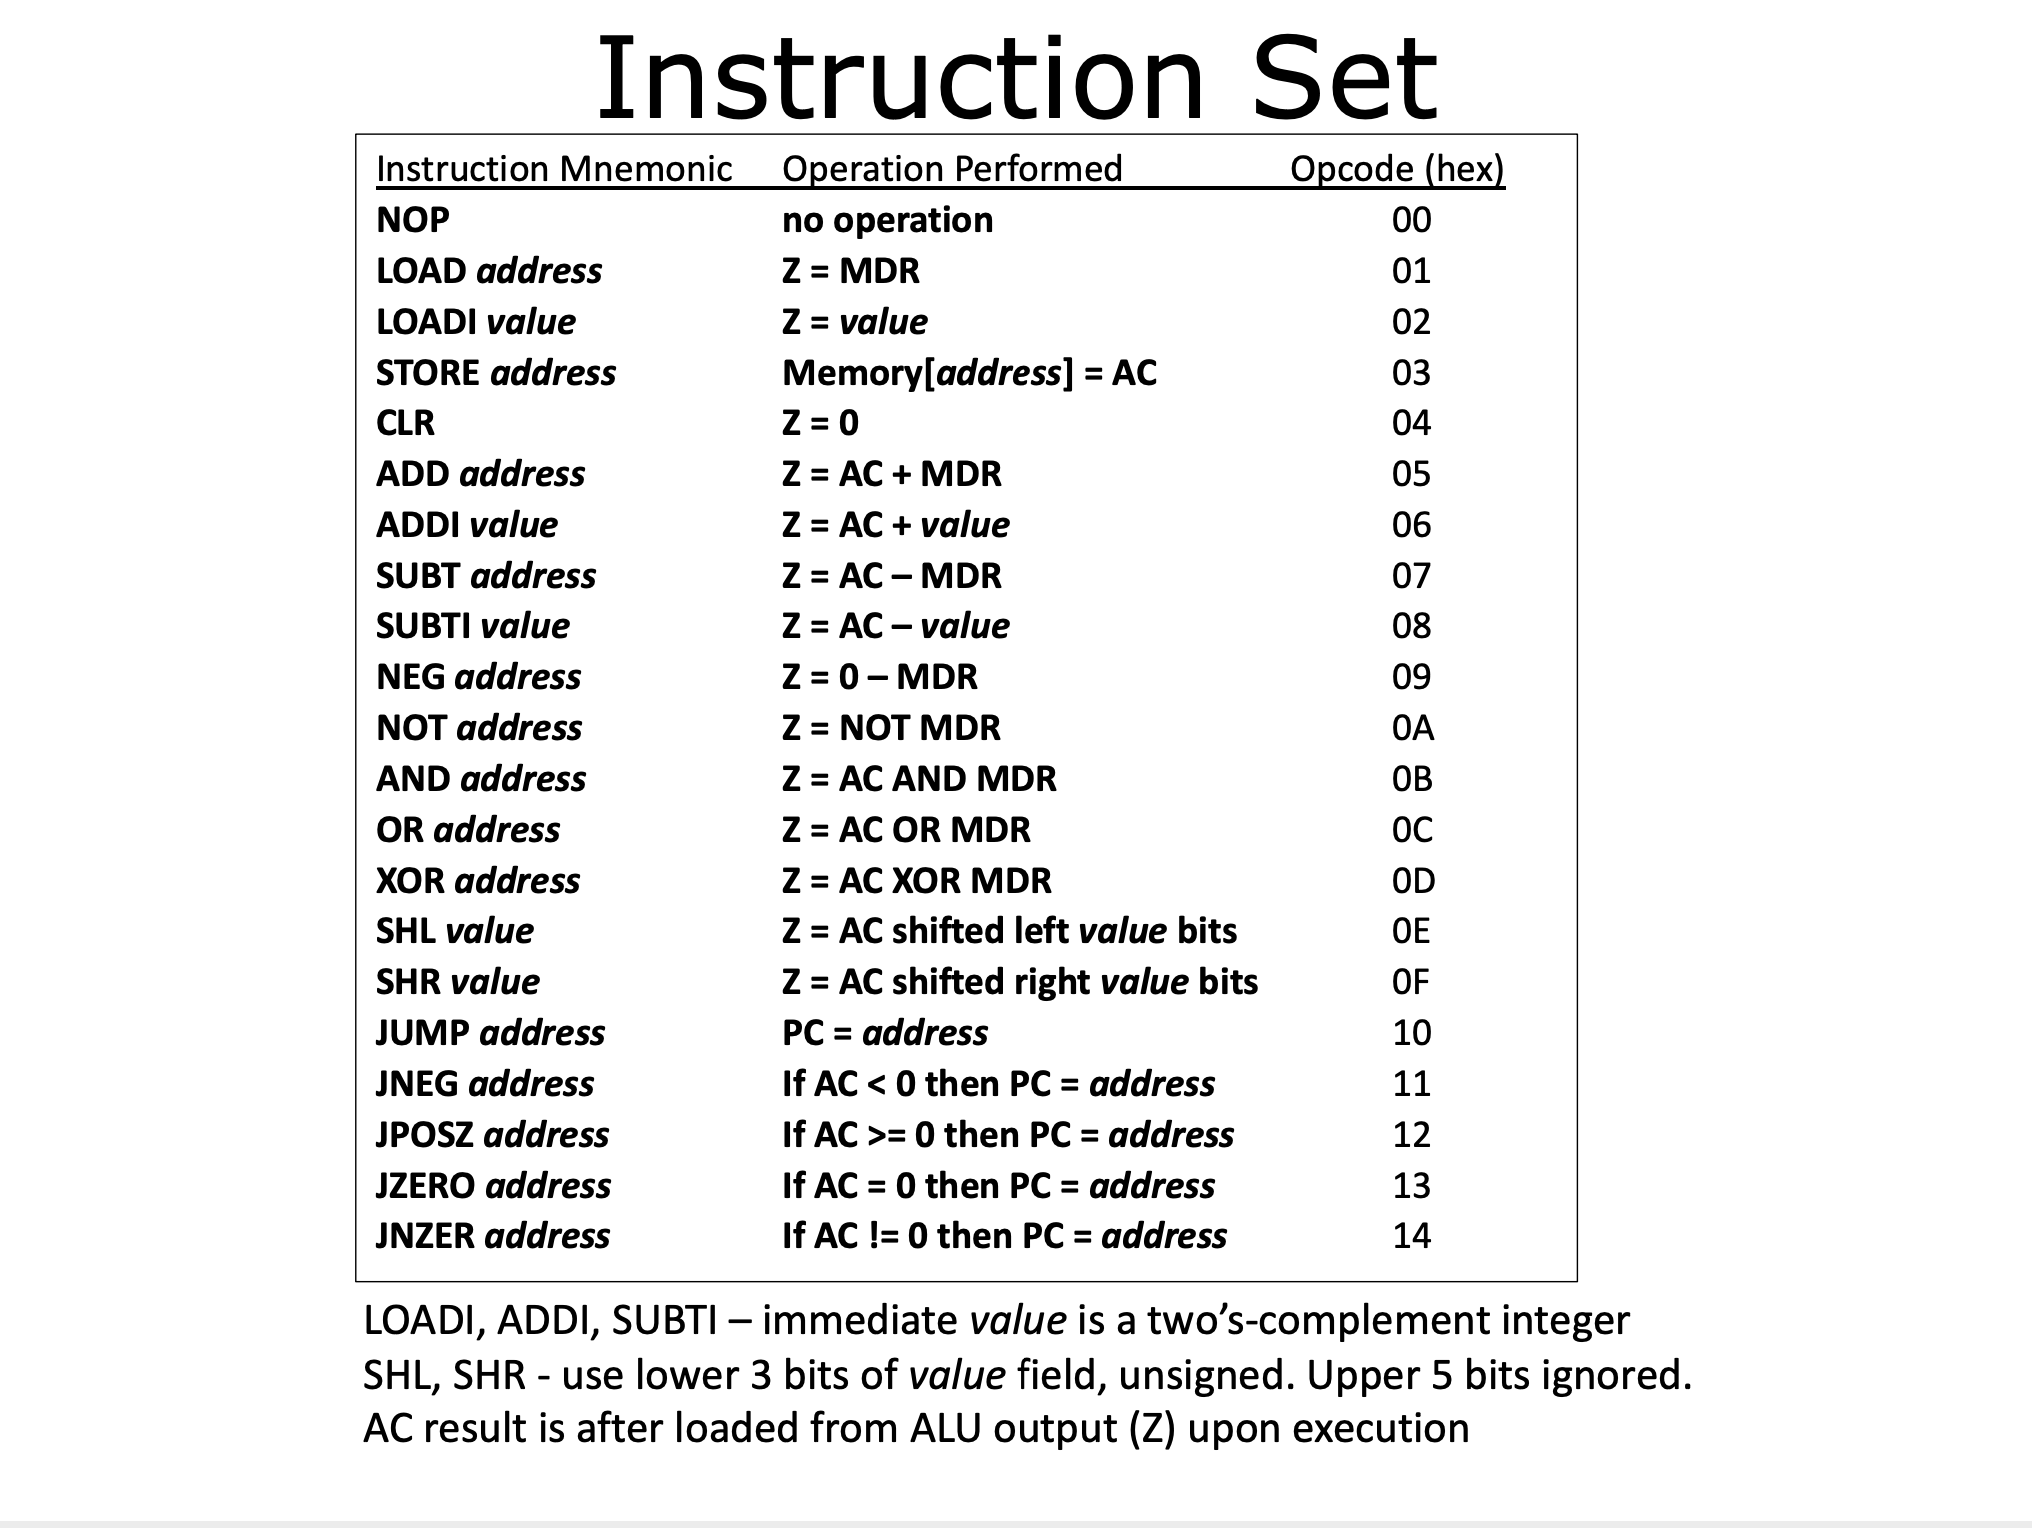 Instruction Set
Instruction Mnemonic Operation Performed Opcode (hex)
NOP no operation 00
LOAD address Z = MDR 01
LOADI value Z = value 02
STORE address Memory[address] = AC 03
CLR Z = 0 04
ADD address Z = AC + MDR 05
ADDI value Z = AC + value 06
SUBT address Z = AC – MDR 07
SUBTI value Z = AC – value 08
NEG address Z = 0 – MDR 09
NOT address Z = NOT MDR 0A
AND address Z = AC AND MDR 0B
OR address Z = AC OR MDR 0C
XOR address Z = AC XOR MDR 0D
SHL value Z = AC shifted left value bits 0E
SHR value Z = AC shifted right value bits 0F
JUMP address PC = address 10
JNEG address If AC < 0 then PC = address 11
JPOSZ address If AC >= 0 then PC = address 12
JZERO address If AC = 0 then PC = address 13
JNZER address If AC != 0 then PC = address 14
LOADI, ADDI, SUBTI – immediate value is a two’s-complement integer
SHL, SHR - use lower 3 bits of value field, unsigned. Upper 5 bits ignored.
AC result is after loaded from ALU output (Z) upon execution